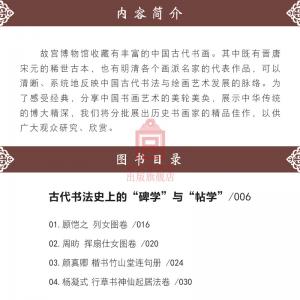 内容简介
故宫博物馆收藏有丰富的中国古代书画。其中既有晋唐
宋元的稀世古本，也有明清各个画派名家的代表作品，可以
清晰、系统地反映中国古代书法与绘画艺术发展的脉络。为
了感受经典，分享中国书画艺术的美轮美奂，展示中华传统
的博大精深，我们将分批展出历史书画家的精品佳作，以供
广大观众研究、欣赏。
出版旗舰店
图书目录
古代书法史上的“碑学”与“帖学”/006
01. 顾恺之 列女图卷 /016
02. 周昉 挥扇仕女图卷 /020
03. 颜真卿 楷书竹山堂连句册 /024
04. 杨凝式 行草书神仙起居法卷 /030